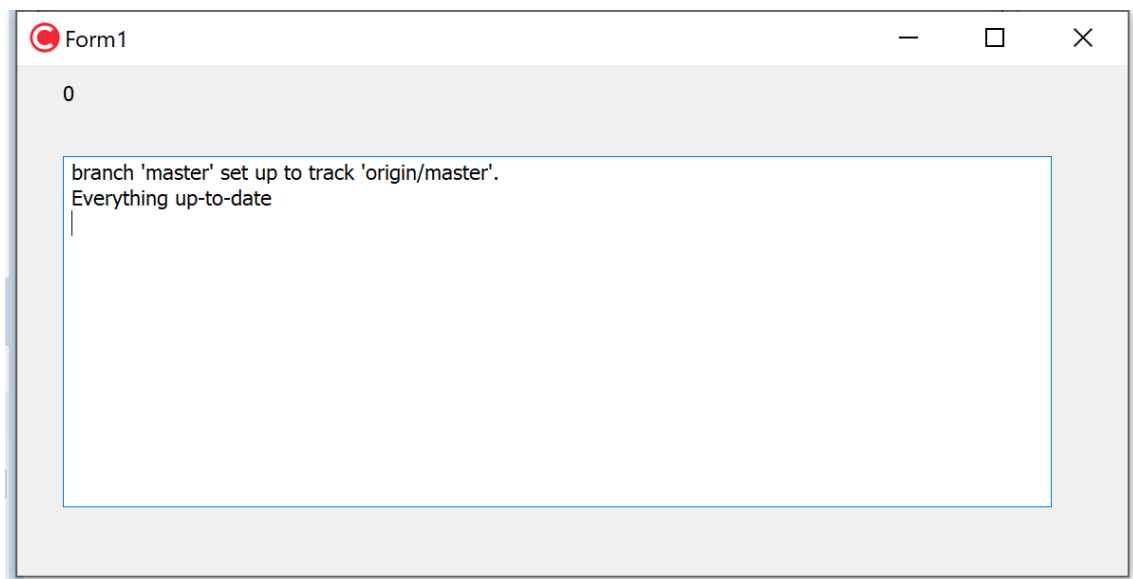 Form1
0
branch 'master' set up to track 'origin/master'.
Everything up-to-date